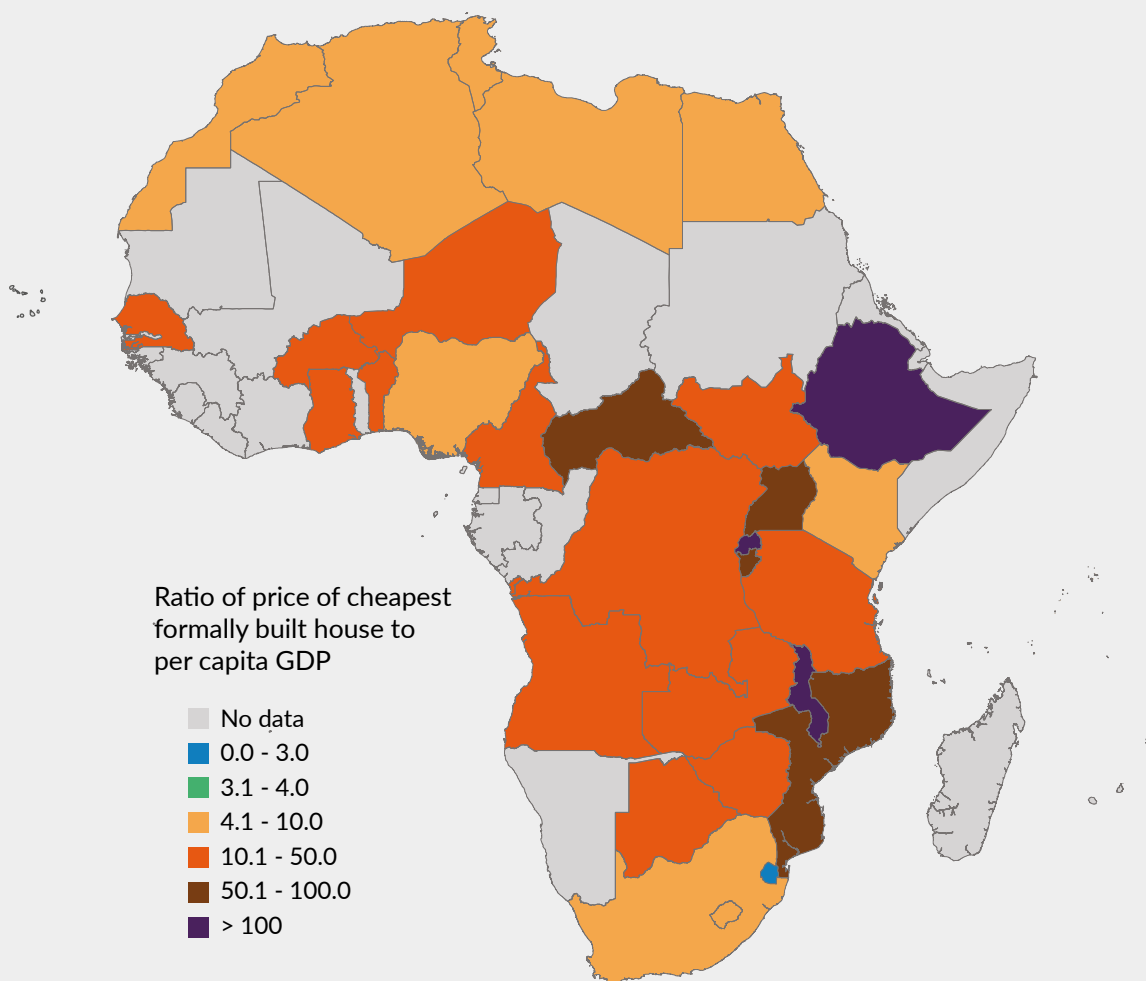 Ratio of price of cheapest
formally built house to
per capita GDP
No data
0.0 - 3.0
3.1 - 4.0
4.1 - 10.0
10.1 - 50.0
50.1 - 100.0
> 100